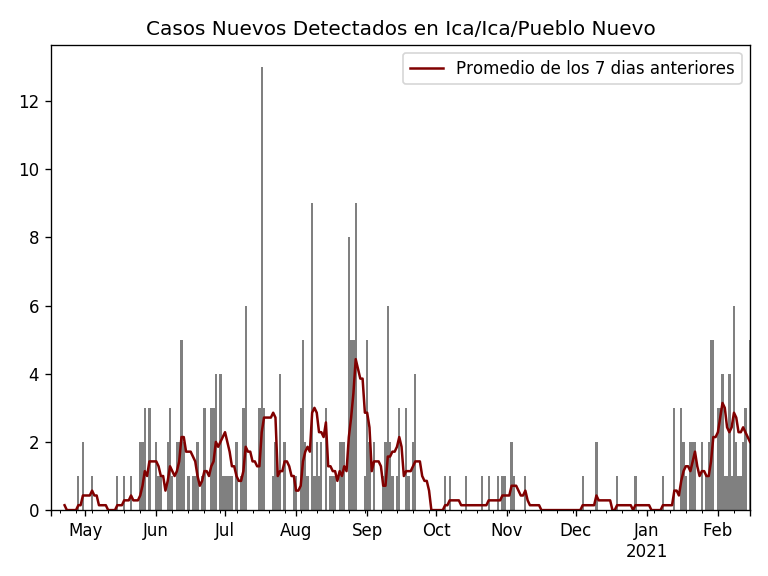 Casos Nuevos Detectados en Ica/Ica/Pueblo Nuevo
Promedio de los 7 dias anteriores
12
10
8
6
4
2
0
May Jun Jul Aug Sep Oct Nov Dec Jan Feb
2021